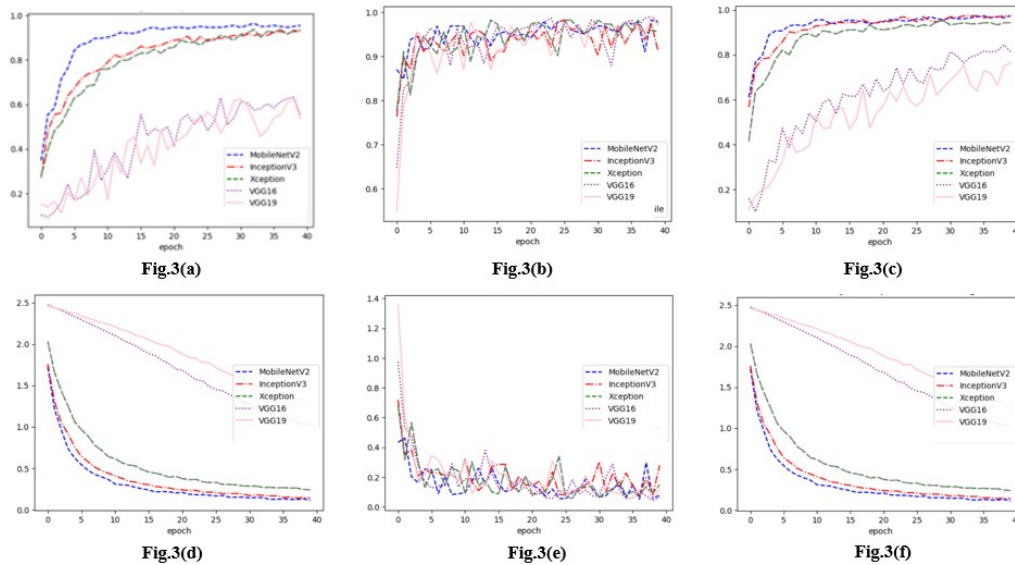 1.0
0.8
0.6
0.4
0.2
0 5 10 15 20 25 30 35 40
epoch
MobileNetV2
InceptionV3
Xception
VGG16
VGG19
Fig.3(a)
1.0
0.9
0.8
0.7
0.6
0 5 10 15 20 25 30 35 40
epoch
MobileNetV2
InceptionV3
Xception
VGG16
VGG19
ile
Fig.3(b)
1.0
0.8
0.6
0.4
0.2
0 5 10 15 20 25 30 35 40
epoch
MobileNetV2
InceptionV3
Xception
VGG16
VGG19
Fig.3(c)
2.5
2.0
1.5
1.0
0.5
0.0
0 5 10 15 20 25 30 35 40
epoch
MobileNetV2
InceptionV3
Xception
VGG16
VGG19
Fig.3(d)
1.4
1.2
1.0
0.8
0.6
0.4
0.2
0.0
0 5 10 15 20 25 30 35 40
epoch
MobileNetV2
InceptionV3
Xception
VGG16
VGG19
Fig.3(e)
2.5
2.0
1.5
1.0
0.5
0.0
0 5 10 15 20 25 30 35 40
epoch
MobileNetV2
InceptionV3
Xception
VGG16
VGG19
Fig.3(f)